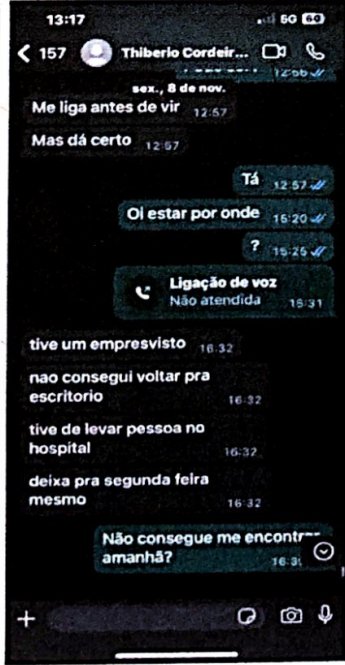 13:17
5G 60
157 Thiberio Cordeir...
12:56
sex., 8 de nov.
Me liga antes de vir 12:57
Mas dá certo 12:57
Tá 12:57
Oi estar por onde 15:20
? 15:25
Ligação de voz
Não atendida 15:31
tive um empresvisto 16:32
nao consegui voltar pra
escritorio 16:32
tive de levar pessoa no
hospital 16:32
deixa pra segunda feira
mesmo 16:32
Não consegue me encontrar
amanhã?